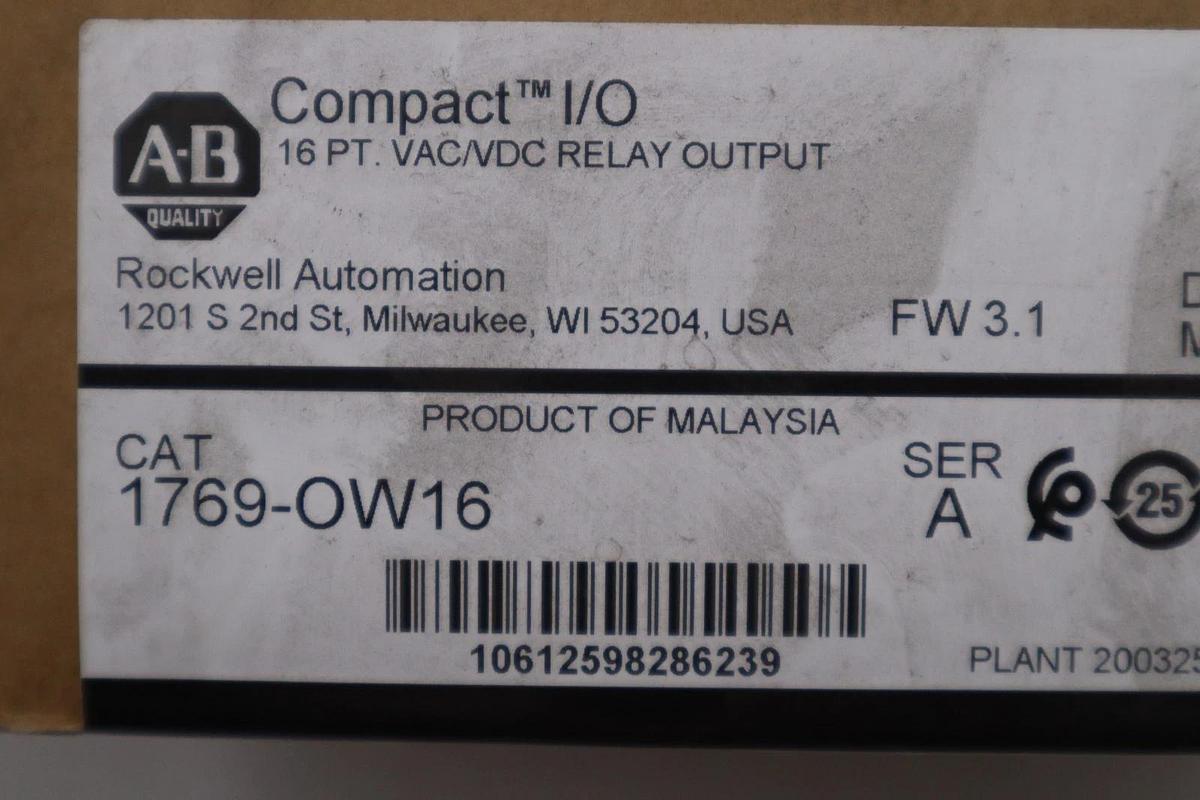 Compact™ I/O
16 PT. VAC/VDC RELAY OUTPUT
A-B
QUALITY
Rockwell Automation
1201 S 2nd St, Milwaukee, WI 53204, USA
FW 3.1
PRODUCT OF MALAYSIA
CAT
1769-OW16
SER
A
25
10612598286239
PLANT 200325